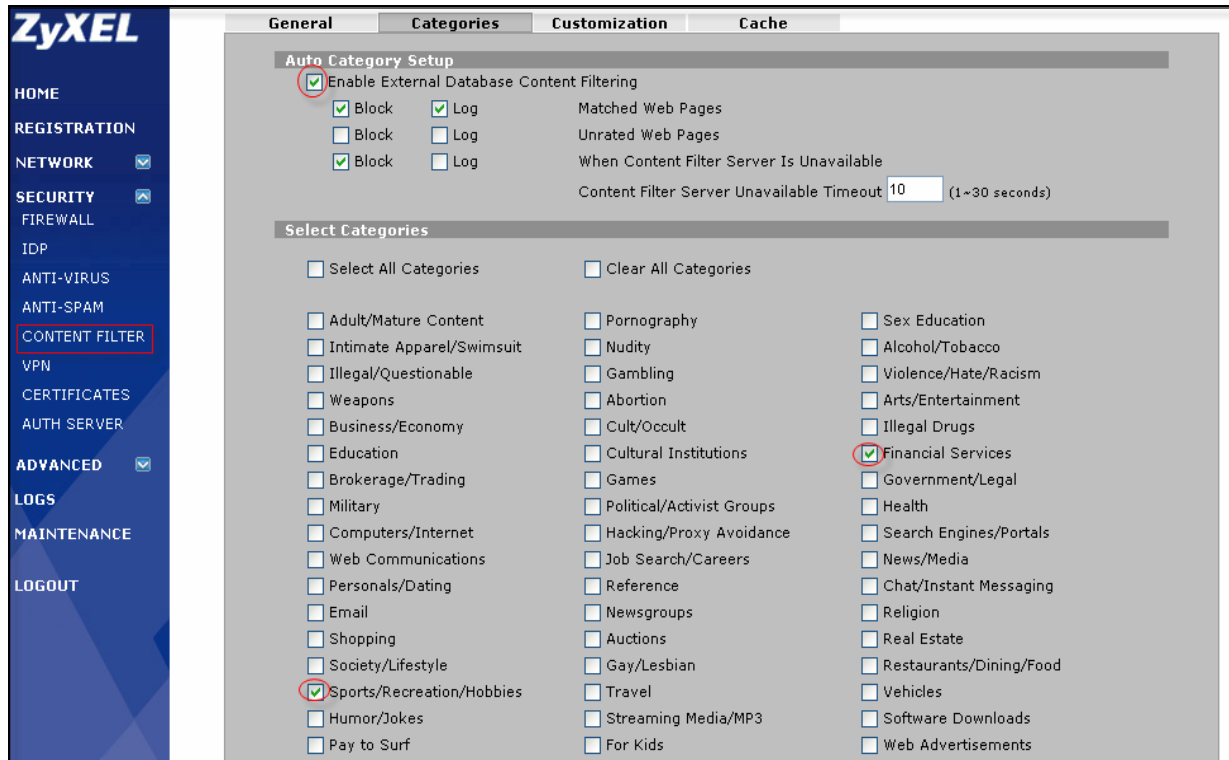 ZyXEL
HOME
REGISTRATION
NETWORK
SECURITY
FIREWALL
IDP
ANTI-VIRUS
ANTI-SPAM
CONTENT FILTER
VPN
CERTIFICATES
AUTH SERVER
ADVANCED
LOGS
MAINTENANCE
LOGOUT
General Categories Customization Cache
Auto Category Setup
Enable External Database Content Filtering
Block Log Matched Web Pages
Block Log Unrated Web Pages
Block Log When Content Filter Server Is Unavailable
Content Filter Server Unavailable Timeout 10 (1~30 seconds)
Select Categories
Select All Categories Clear All Categories
Adult/Mature Content Pornography Sex Education
Intimate Apparel/Swimsuit Nudity Alcohol/Tobacco
Illegal/Questionable Gambling Violence/Hate/Racism
Weapons Abortion Arts/Entertainment
Business/Economy Cult/Occult Illegal Drugs
Education Cultural Institutions Financial Services
Brokerage/Trading Games Government/Legal
Military Political/Activist Groups Health
Computers/Internet Hacking/Proxy Avoidance Search Engines/Portals
Web Communications Job Search/Careers News/Media
Personals/Dating Reference Chat/Instant Messaging
Email Newsgroups Religion
Shopping Auctions Real Estate
Society/Lifestyle Gay/Lesbian Restaurants/Dining/Food
Sports/Recreation/Hobbies Travel Vehicles
Humor/Jokes Streaming Media/MP3 Software Downloads
Pay to Surf For Kids Web Advertisements